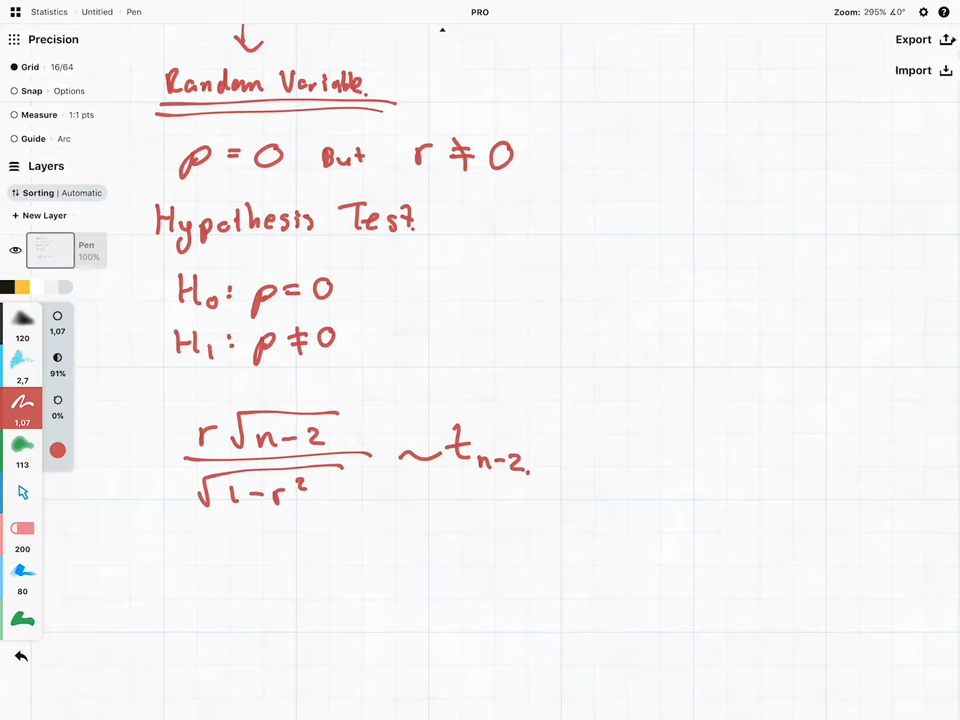 Statistics Untitled Pen PRO Zoom: 295% ∠0°
Precision
Export
Grid 16/64
Import
Snap Options
Measure 1:1 pts
Guide Arc
Layers
Sorting | Automatic
+ New Layer
Pen
100%
120
1,07
2,7
91%
1,07
0%
113
200
80
Random Variable.
ρ = 0 But r ≠ 0
Hypothesis Test.
H₀: ρ = 0
H₁: ρ ≠ 0
r √(n-2) / √(1-r²) ~ t_{n-2}.